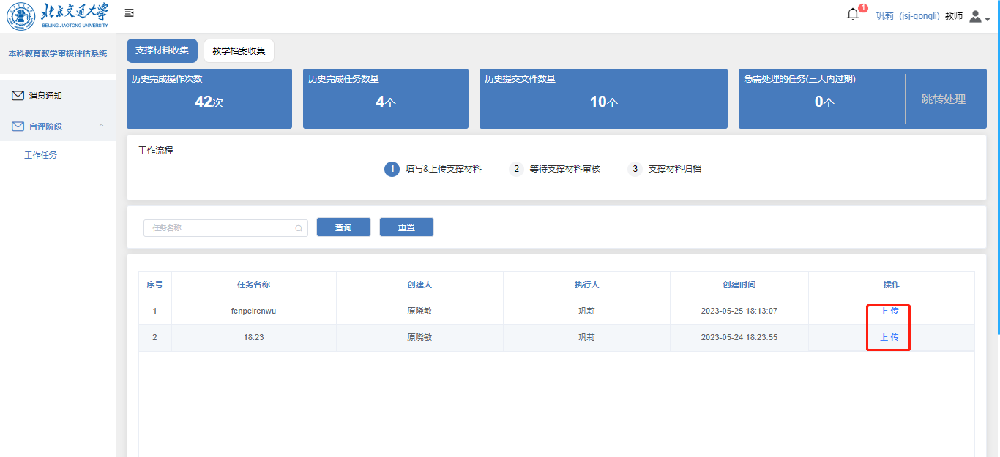 北京交通大学
BEIJING JIAOTONG UNIVERSITY
1
巩莉 (jsj-gongli) 教师
本科教育教学审核评估系统
消息通知
自评阶段
工作任务
支撑材料收集 教学档案收集
历史完成操作次数
42次
历史完成任务数量
4个
历史提交文件数量
10个
急需处理的任务(三天内过期)
0个
跳转处理
工作流程
1 填写&上传支撑材料 2 等待支撑材料审核 3 支撑材料归档
任务名称 查询 重置
序号 任务名称 创建人 执行人 创建时间 操作
1 fenpeirenwu 原晓敏 巩莉 2023-05-25 18:13:07 上传
2 18.23 原晓敏 巩莉 2023-05-24 18:23:55 上传